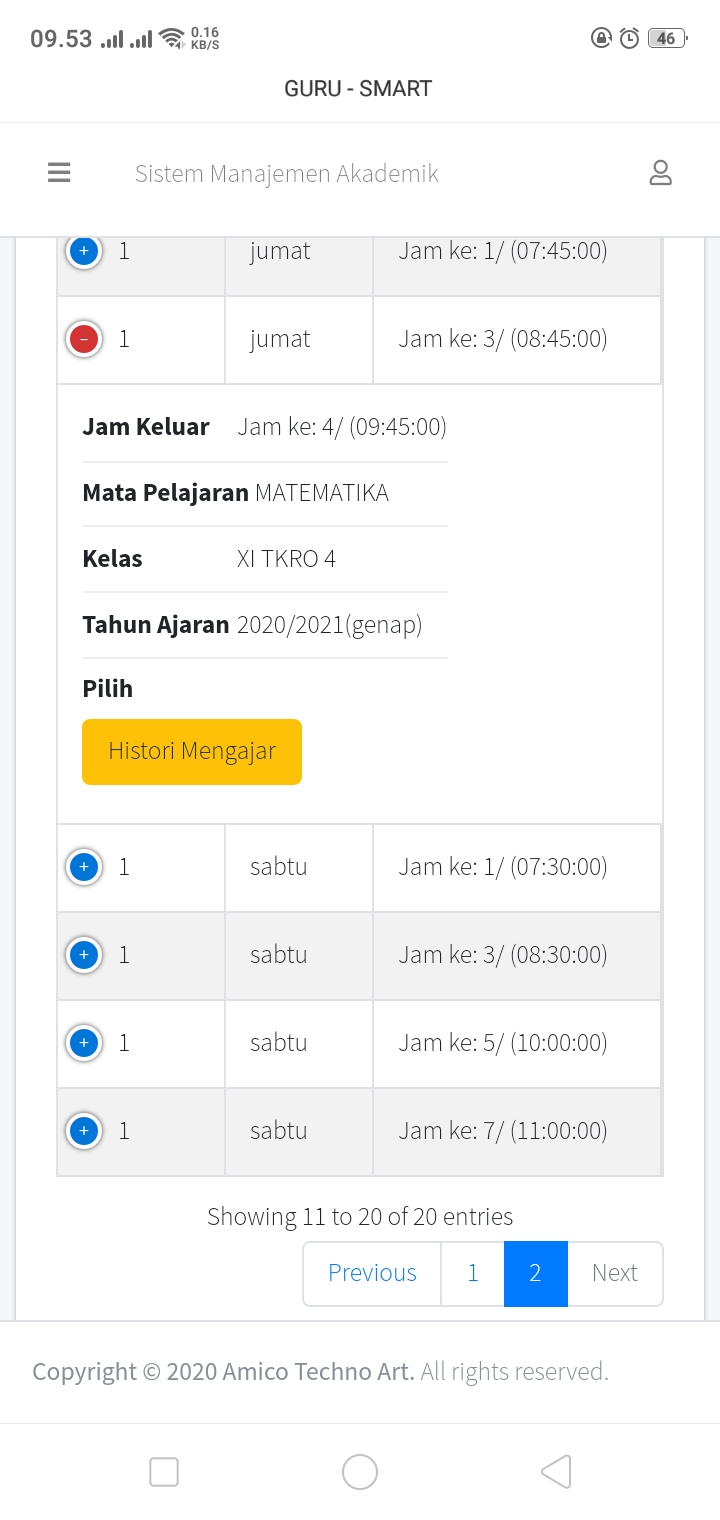 09.53 0.16 KB/S 46
GURU - SMART
Sistem Manajemen Akademik
1 jumat Jam ke: 1/ (07:45:00)
1 jumat Jam ke: 3/ (08:45:00)
Jam Keluar Jam ke: 4/ (09:45:00)
Mata Pelajaran MATEMATIKA
Kelas XI TKRO 4
Tahun Ajaran 2020/2021(genap)
Pilih
Histori Mengajar
1 sabtu Jam ke: 1/ (07:30:00)
1 sabtu Jam ke: 3/ (08:30:00)
1 sabtu Jam ke: 5/ (10:00:00)
1 sabtu Jam ke: 7/ (11:00:00)
Showing 11 to 20 of 20 entries
Previous 1 2 Next
Copyright © 2020 Amico Techno Art. All rights reserved.